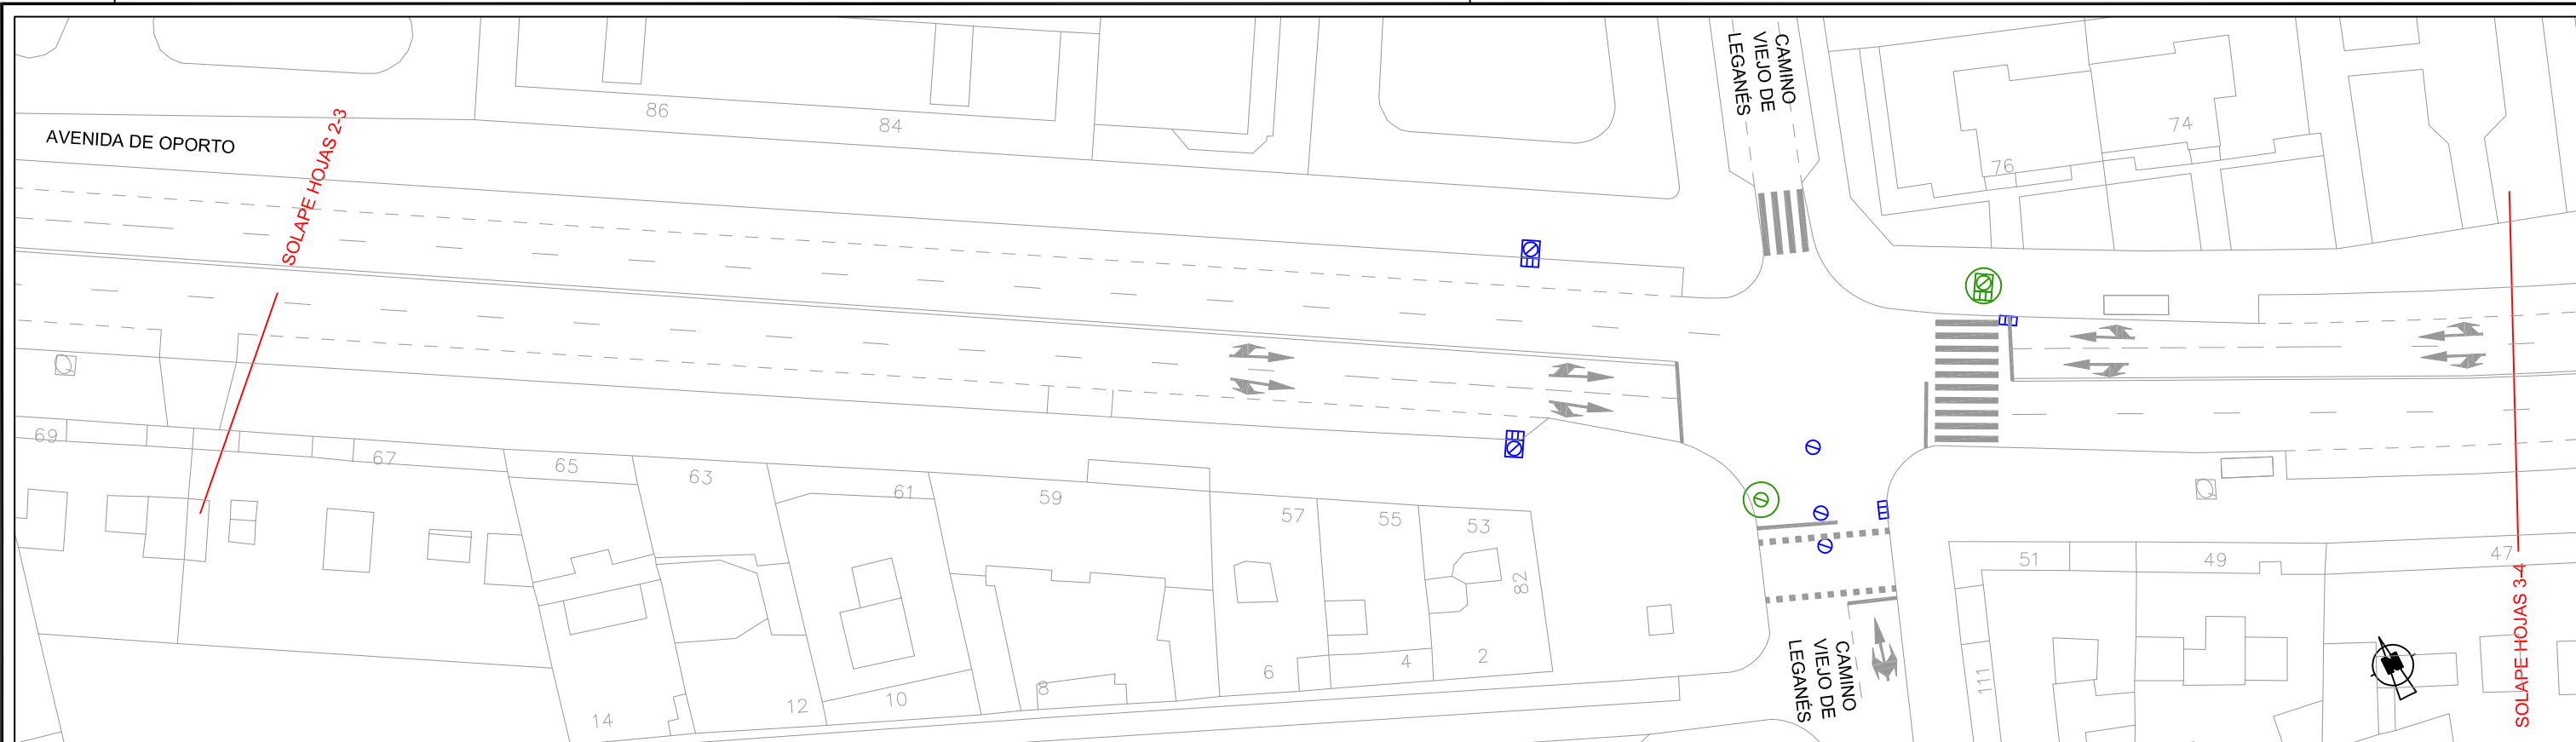 AVENIDA DE OPORTO
SOLAPE HOJAS 2-3
86
84
CAMINO
VIEJO DE
LEGANÉS
74
76
69
67
65
63
61
59
57
55
53
82
51
49
47
SOLAPE HOJAS 3-4
14
12
10
8
6
4
2
CAMINO
VIEJO DE
LEGANÉS
111